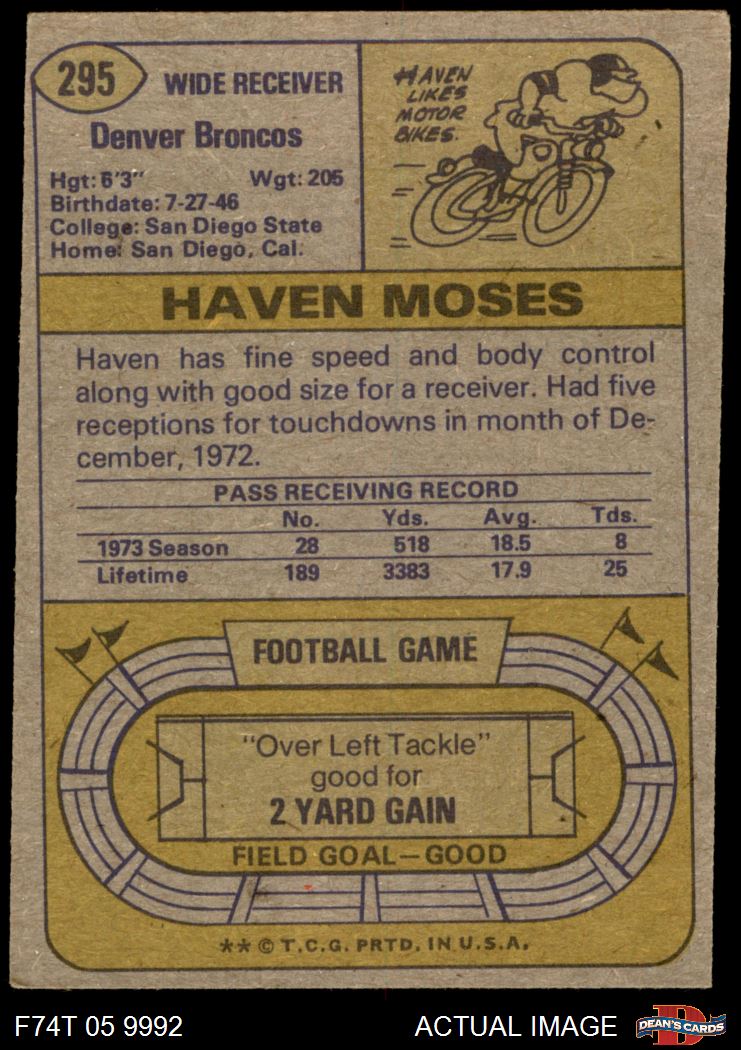 295
WIDE RECEIVER
Denver Broncos
Hgt: 6'3" Wgt: 205
Birthdate: 7-27-46
College: San Diego State
Home: San Diego, Cal.
HAVEN
LIKES
MOTOR
BIKES.
HAVEN MOSES
Haven has fine speed and body control
along with good size for a receiver. Had five
receptions for touchdowns in month of De-
cember, 1972.
PASS RECEIVING RECORD
No. Yds. Avg. Tds.
1973 Season 28 518 18.5 8
Lifetime 189 3383 17.9 25
FOOTBALL GAME
"Over Left Tackle"
good for
2 YARD GAIN
FIELD GOAL—GOOD
** © T.C.G. PRTD. IN U.S.A.
F74T 05 9992 ACTUAL IMAGE
D
DEAN'S CARDS